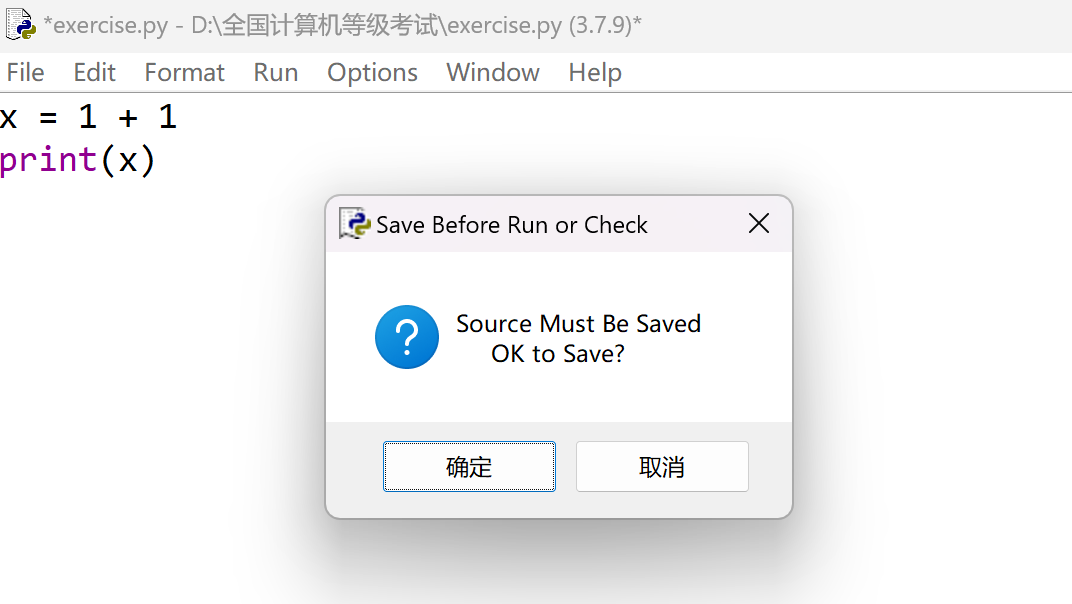 *exercise.py - D:\全国计算机等级考试\exercise.py (3.7.9)*
File Edit Format Run Options Window Help
x = 1 + 1
print(x)
Save Before Run or Check
Source Must Be Saved
OK to Save?
确定 取消